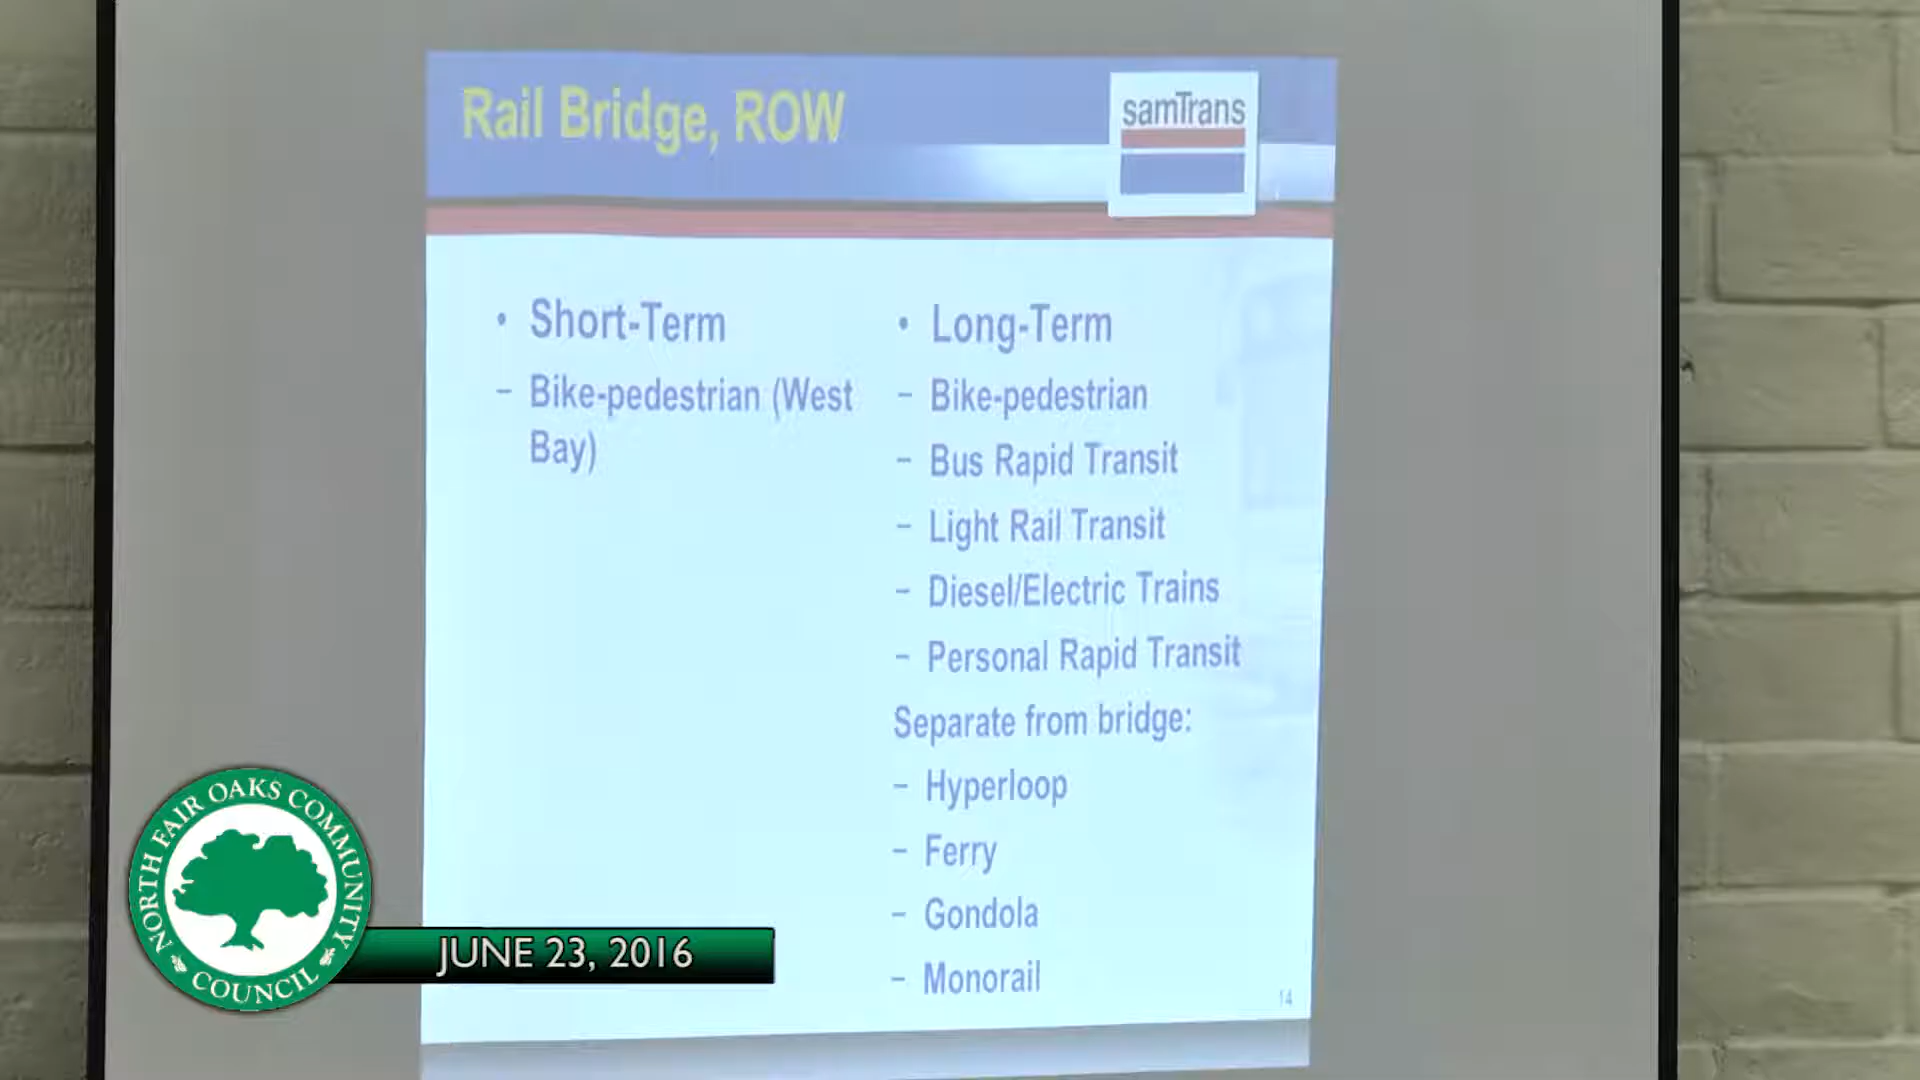 Rail Bridge, ROW
samTrans
• Short-Term
– Bike-pedestrian (West
Bay)
• Long-Term
– Bike-pedestrian
– Bus Rapid Transit
– Light Rail Transit
– Diesel/Electric Trains
– Personal Rapid Transit
Separate from bridge:
– Hyperloop
– Ferry
– Gondola
– Monorail
14
NORTH FAIR OAKS COMMUNITY
COUNCIL
JUNE 23, 2016